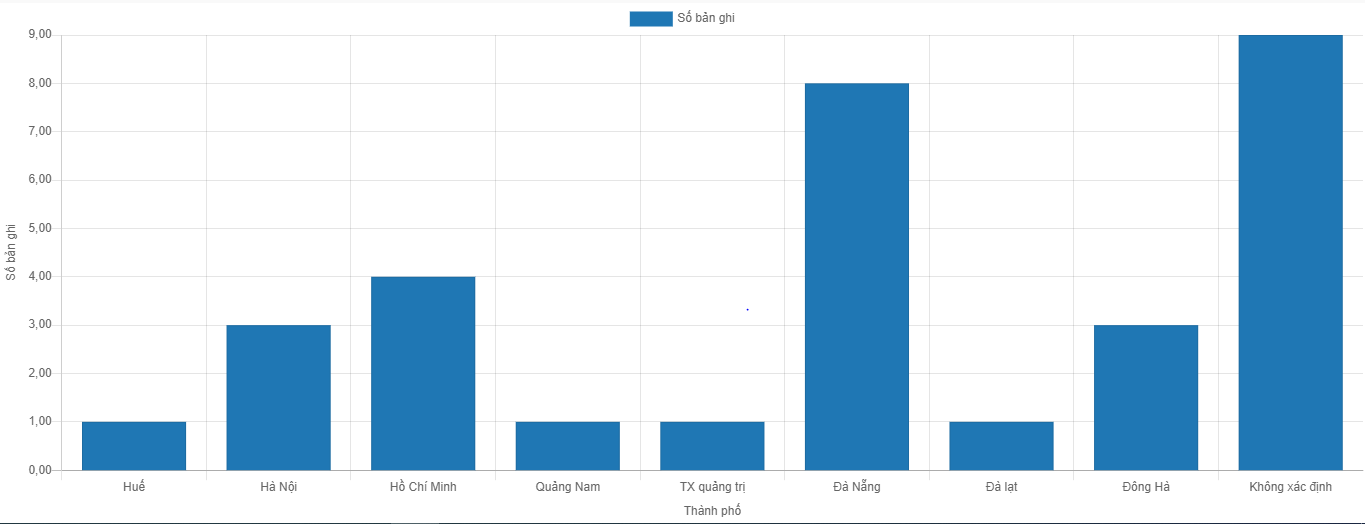 Số bản ghi
9,00
8,00
7,00
6,00
5,00
4,00
3,00
2,00
1,00
0,00
Số bản ghi
Huế
Hà Nội
Hồ Chí Minh
Quảng Nam
TX quảng trị
Đà Nẵng
Đà lạt
Đông Hà
Không xác định
Thành phố